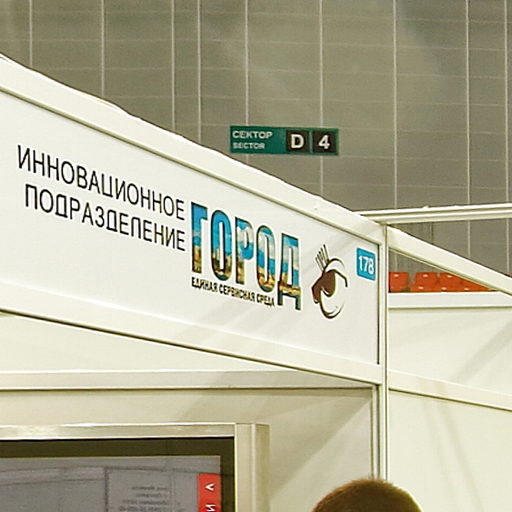 СЕКТОР
SECTOR
D 4
ИННОВАЦИОННОЕ
ПОДРАЗДЕЛЕНИЕ
ГОРОД
ЕДИНАЯ СЕРВИСНАЯ СРЕДА
178